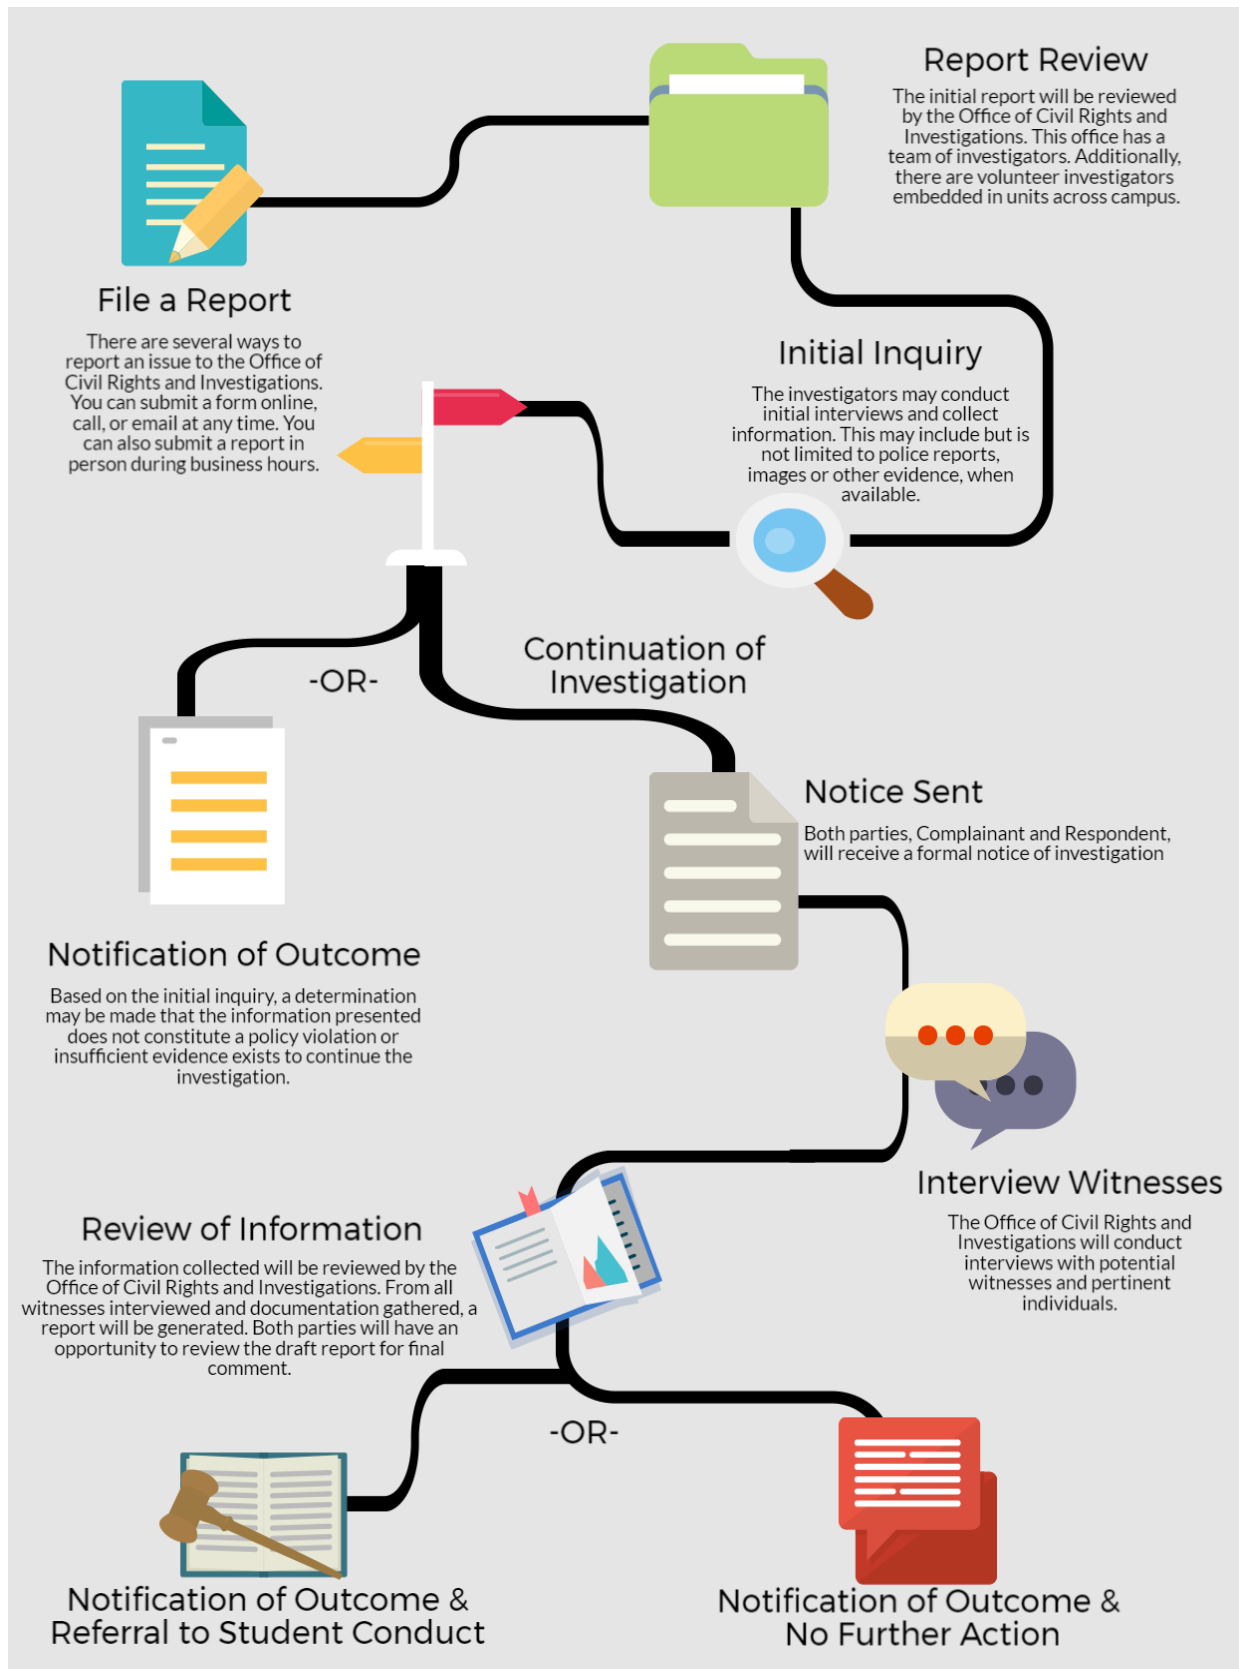 Report Review
The initial report will be reviewed
by the Office of Civil Rights and
Investigations. This office has a
team of investigators. Additionally,
there are volunteer investigators
embedded in units across campus.
File a Report
There are several ways to
report an issue to the Office of
Civil Rights and Investigations.
You can submit a form online,
call, or email at any time. You
can also submit a report in
person during business hours.
Initial Inquiry
The investigators may conduct
initial interviews and collect
information. This may include but is
not limited to police reports,
images or other evidence, when
available.
-OR-
Continuation of
Investigation
Notice Sent
Both parties, Complainant and Respondent,
will receive a formal notice of investigation
Notification of Outcome
Based on the initial inquiry, a determination
may be made that the information presented
does not constitute a policy violation or
insufficient evidence exists to continue the
investigation.
Interview Witnesses
The Office of Civil Rights and
Investigations will conduct
interviews with potential
witnesses and pertinent
individuals.
Review of Information
The information collected will be reviewed by the
Office of Civil Rights and Investigations. From all
witnesses interviewed and documentation gathered, a
report will be generated. Both parties will have an
opportunity to review the draft report for final
comment.
-OR-
Notification of Outcome &
Referral to Student Conduct
Notification of Outcome &
No Further Action